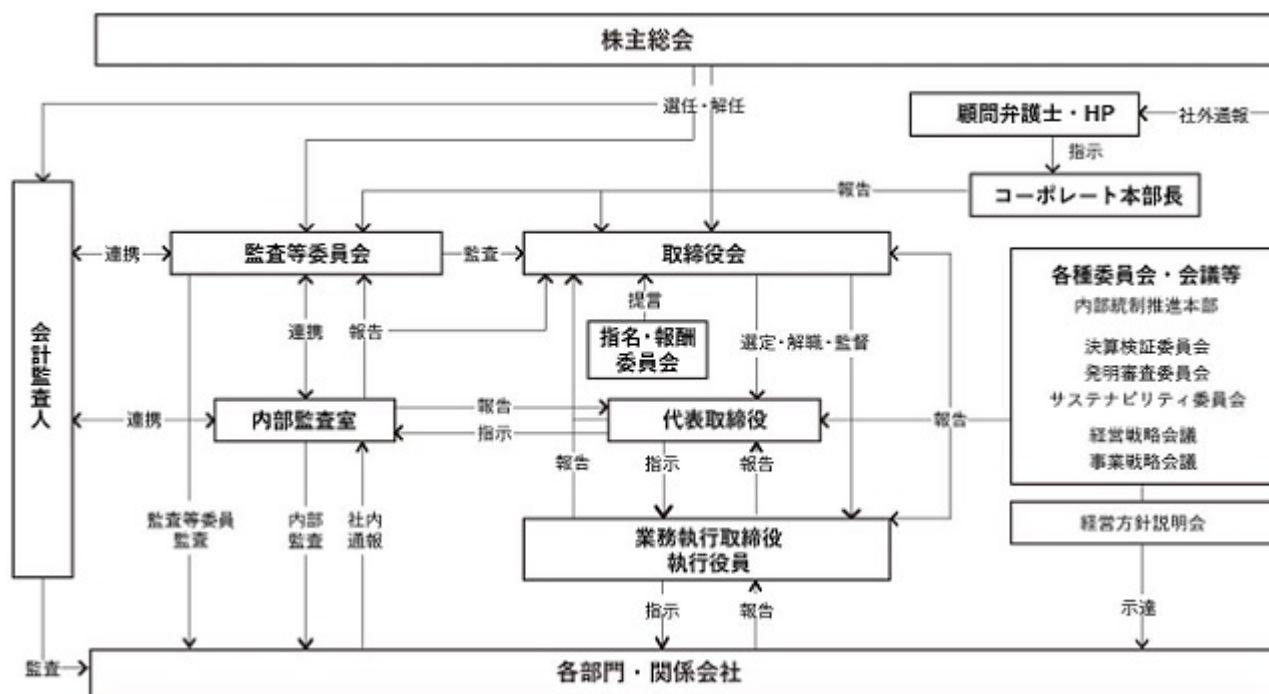 株主総会
選任・解任
顧問弁護士・HP
社外通報
指示
報告
コーポレート本部長
連携
監査等委員会
監査
取締役会
各種委員会・会議等
内部統制推進本部
決算検証委員会
発明審査委員会
サステナビリティ委員会
経営戦略会議
事業戦略会議
提言
連携
報告
指名・報酬
委員会
選定・解職・監督
会計監査人
連携
内部監査室
報告
指示
代表取締役
報告
報告
指示
報告
監査等委員
監査
内部
監査
社内
通報
業務執行取締役
執行役員
経営方針説明会
指示
報告
示達
監査
各部門・関係会社